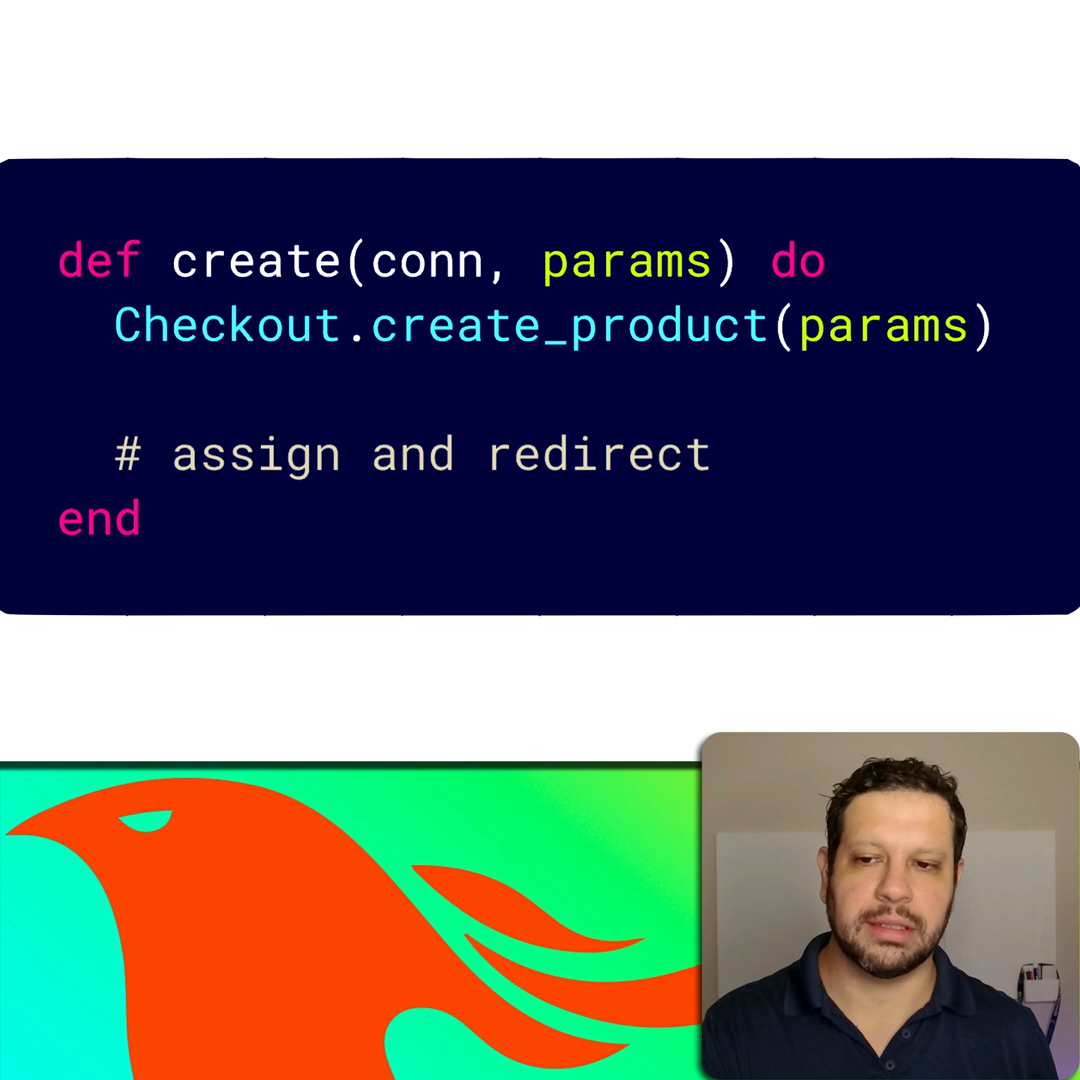 def create(conn, params) do
  Checkout.create_product(params)
  # assign and redirect
end